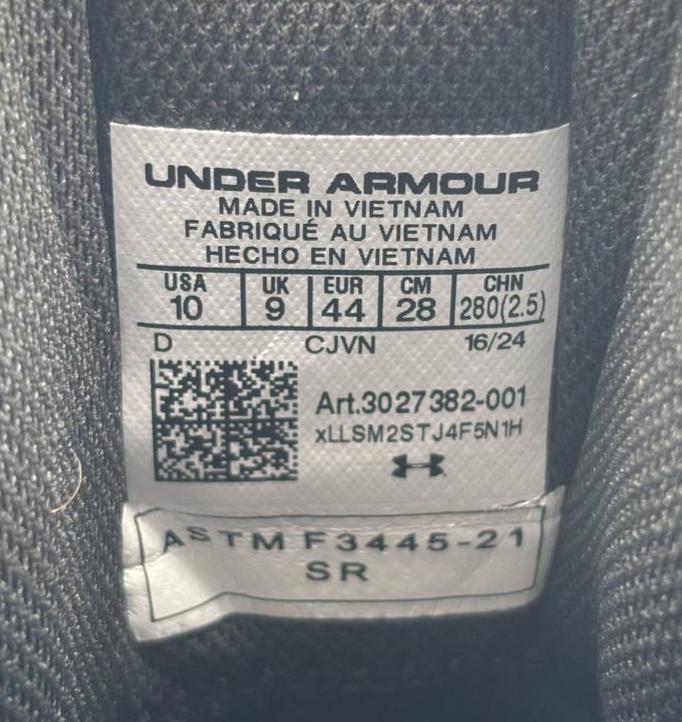 UNDER ARMOUR
MADE IN VIETNAM
FABRIQUÉ AU VIETNAM
HECHO EN VIETNAM
USA UK EUR CM CHN
10 9 44 28 280(2.5)
D CJVN 16/24
Art.3027382-001
xLLSM2STJ4F5N1H
ASTM F3445-21
SR